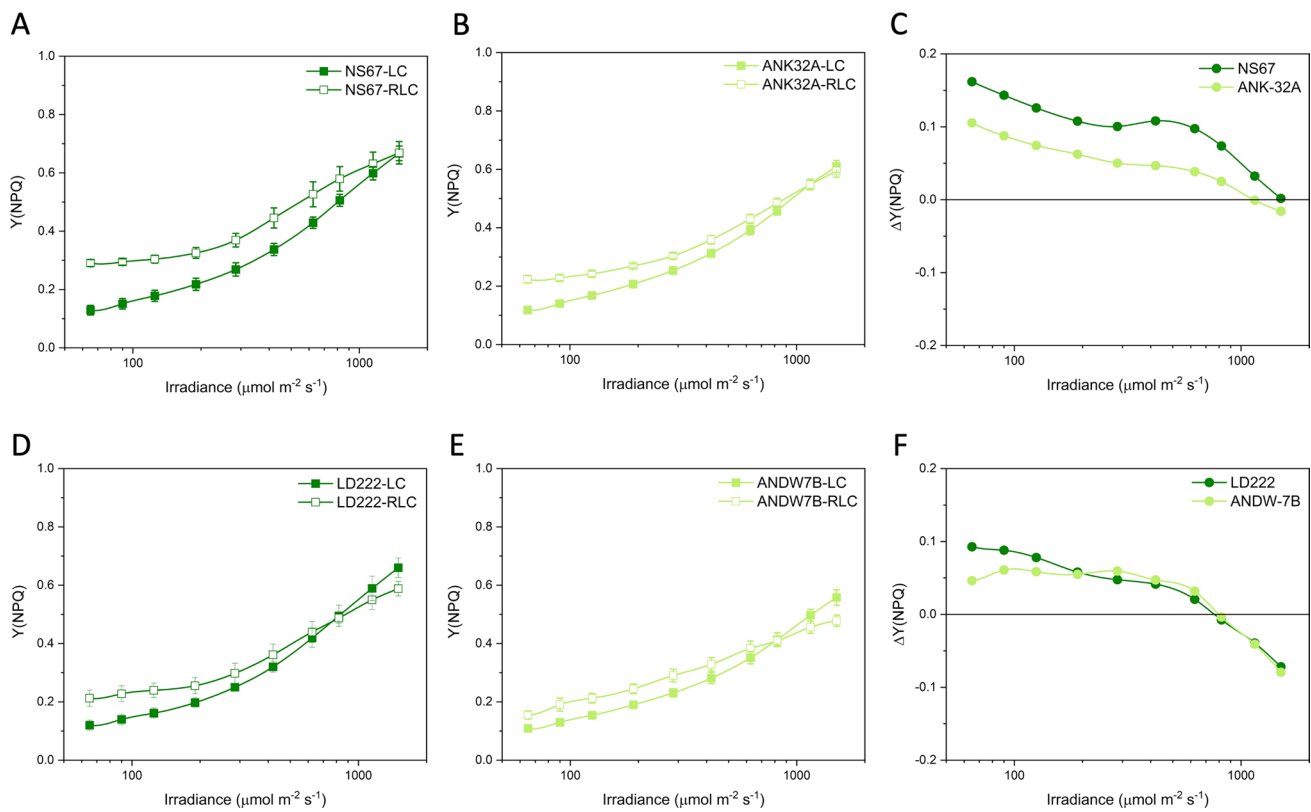 A
NS67-LC
NS67-RLC
1.0
0.8
0.6
0.4
0.2
0.0
Y(NPQ)
100
1000
Irradiance (μmol m⁻² s⁻¹)
B
ANK32A-LC
ANK32A-RLC
1.0
0.8
0.6
0.4
0.2
0.0
Y(NPQ)
100
1000
Irradiance (μmol m⁻² s⁻¹)
C
NS67
ANK-32A
0.2
0.1
0.0
-0.1
-0.2
ΔY(NPQ)
100
1000
Irradiance (μmol m⁻² s⁻¹)
D
LD222-LC
LD222-RLC
1.0
0.8
0.6
0.4
0.2
0.0
Y(NPQ)
100
1000
Irradiance (μmol m⁻² s⁻¹)
E
ANDW7B-LC
ANDW7B-RLC
1.0
0.8
0.6
0.4
0.2
0.0
Y(NPQ)
100
1000
Irradiance (μmol m⁻² s⁻¹)
F
LD222
ANDW-7B
0.2
0.1
0.0
-0.1
-0.2
ΔY(NPQ)
100
1000
Irradiance (μmol m⁻² s⁻¹)